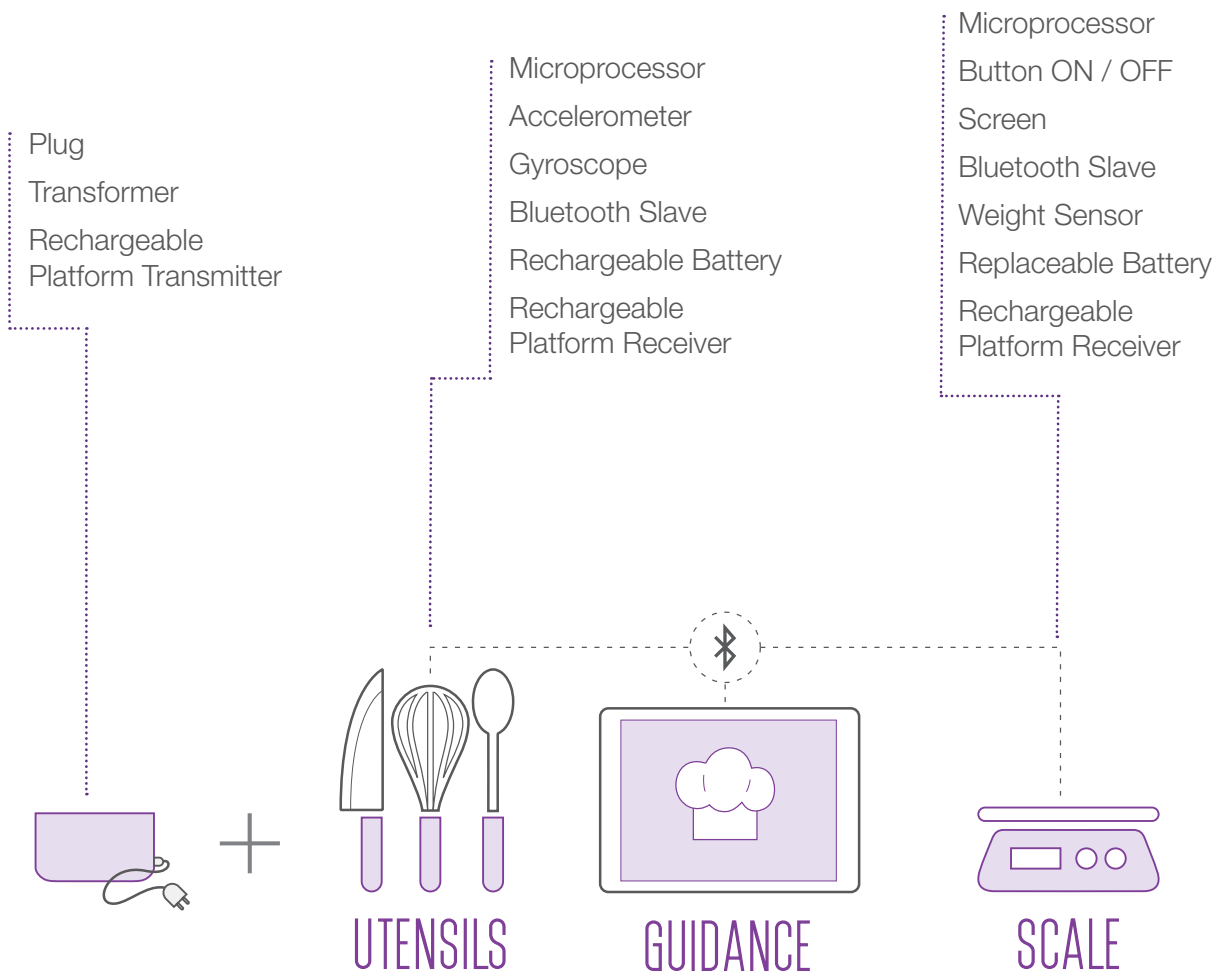 Plug
Transformer
Rechargeable
Platform Transmitter
Microprocessor
Accelerometer
Gyroscope
Bluetooth Slave
Rechargeable Battery
Rechargeable
Platform Receiver
Microprocessor
Button ON / OFF
Screen
Bluetooth Slave
Weight Sensor
Replaceable Battery
Rechargeable
Platform Receiver
UTENSILS
GUIDANCE
SCALE